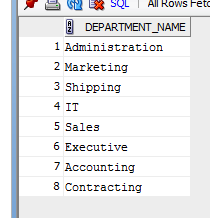 SQL | All Rows Fetc
DEPARTMENT_NAME
1 Administration
2 Marketing
3 Shipping
4 IT
5 Sales
6 Executive
7 Accounting
8 Contracting